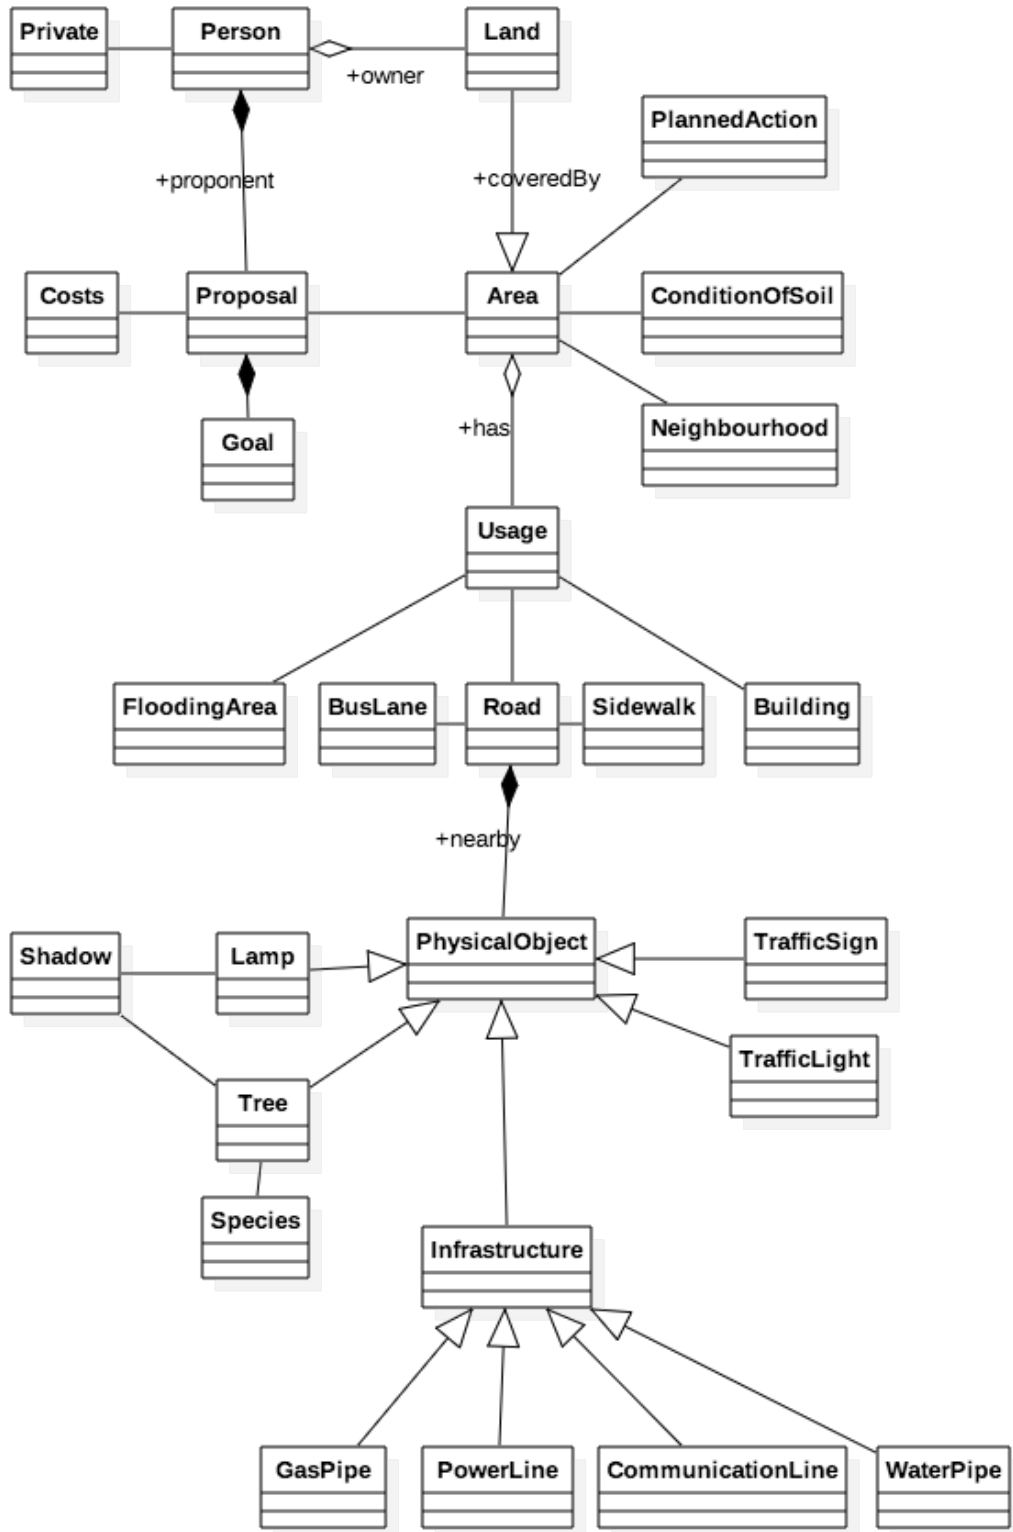 Private
Person
Land
+owner
PlannedAction
+proponent
+coveredBy
Costs
Proposal
Area
ConditionOfSoil
+has
Neighbourhood
Goal
Usage
FloodingArea
BusLane
Road
Sidewalk
Building
+nearby
Shadow
Lamp
PhysicalObject
TrafficSign
TrafficLight
Tree
Species
Infrastructure
GasPipe
PowerLine
CommunicationLine
WaterPipe